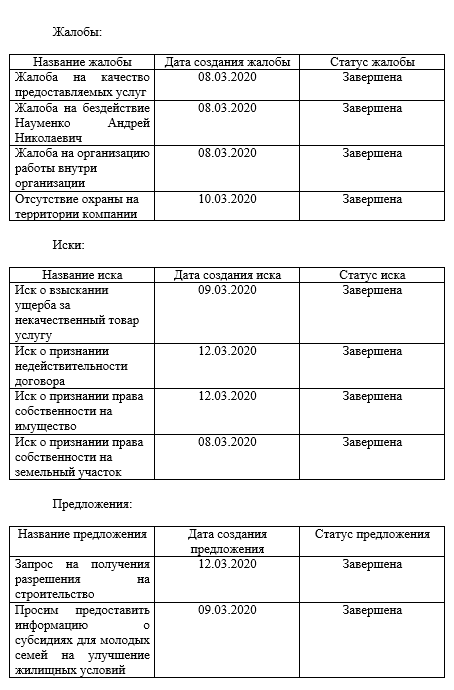 Жалобы:
Название жалобы Дата создания жалобы Статус жалобы
Жалоба на качество 08.03.2020 Завершена
предоставляемых услуг
Жалоба на бездействие 08.03.2020 Завершена
Науменко Андрей
Николаевич
Жалоба на организацию 08.03.2020 Завершена
работы внутри
организации
Отсутствие охраны на 10.03.2020 Завершена
территории компании
Иски:
Название иска Дата создания иска Статус иска
Иск о взыскании 09.03.2020 Завершена
ущерба за
некачественный товар
услугу
Иск о признании 12.03.2020 Завершена
недействительности
договора
Иск о признании права 12.03.2020 Завершена
собственности на
имущество
Иск о признании права 08.03.2020 Завершена
собственности на
земельный участок
Предложения:
Название предложения Дата создания Статус предложения
предложения
Запрос на получения 12.03.2020 Завершена
разрешения на
строительство
Просим предоставить 09.03.2020 Завершена
информацию о
субсидиях для молодых
семей на улучшение
жилищных условий